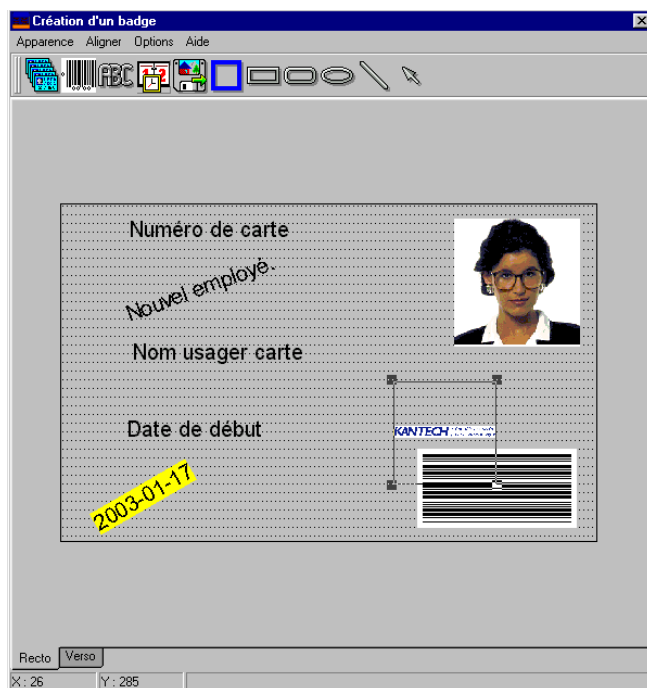 Création d'un badge
Apparence Aligner Options Aide
ABC
Numéro de carte
Nouvel employé.
Nom usager carte
Date de début
KANTECH
2003-01-17
Recto Verso
X : 26 Y : 285